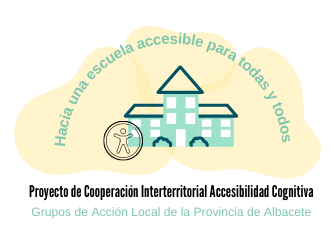 Hacia una escuela accesible para todas y todos
Proyecto de Cooperación Interterritorial Accesibilidad Cognitiva
Grupos de Acción Local de la Provincia de Albacete